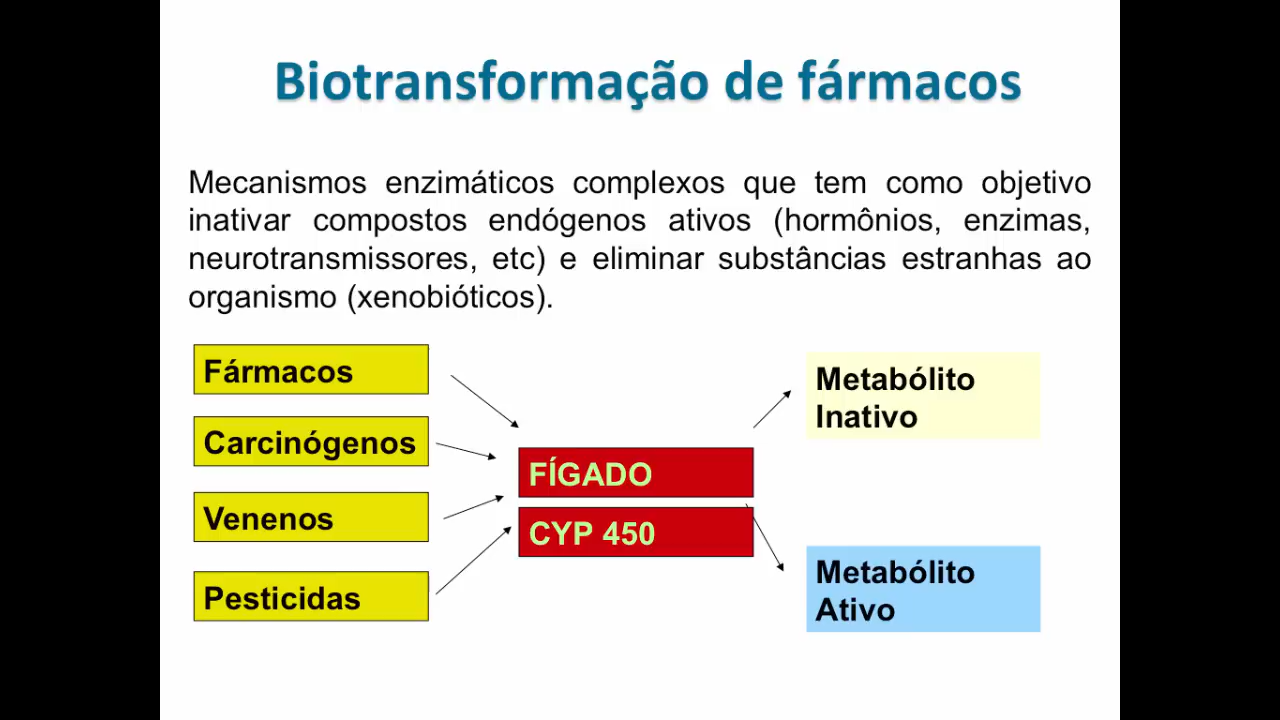 Biotransformação de fármacos
Mecanismos enzimáticos complexos que tem como objetivo
inativar compostos endógenos ativos (hormônios, enzimas,
neurotransmissores, etc) e eliminar substâncias estranhas ao
organismo (xenobióticos).
Fármacos
Carcinógenos
Venenos
Pesticidas
FÍGADO
CYP 450
Metabólito
Inativo
Metabólito
Ativo